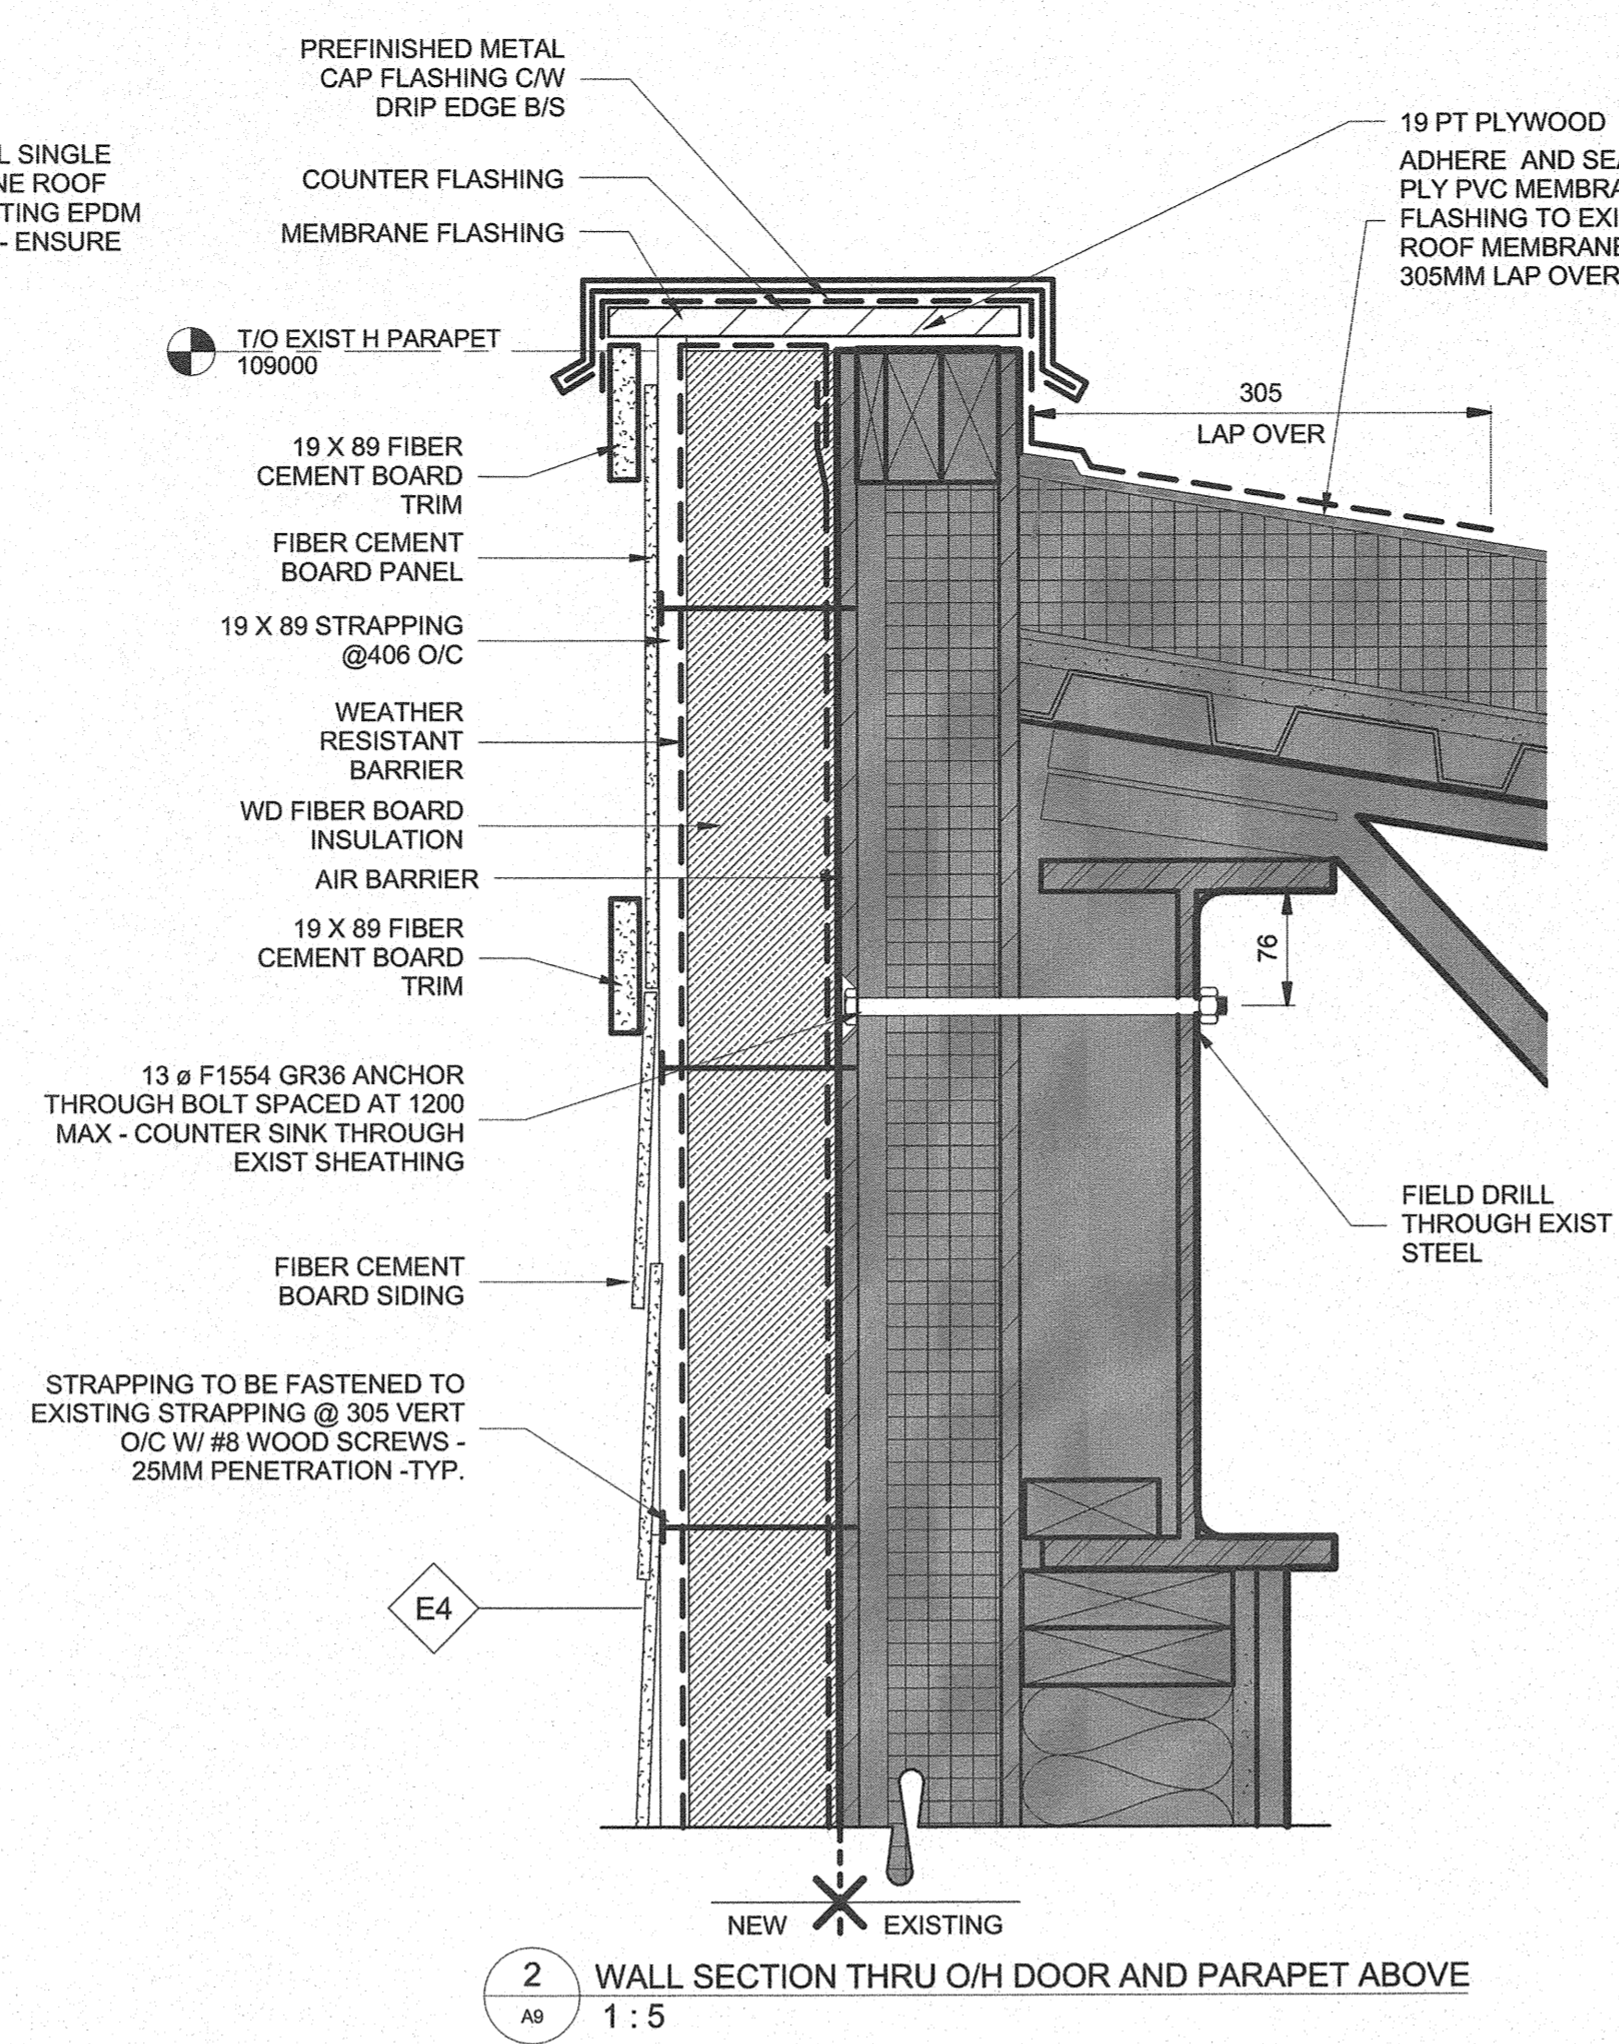 PREFINISHED METAL
CAP FLASHING C/W
DRIP EDGE B/S
COUNTER FLASHING
MEMBRANE FLASHING
L SINGLE
NE ROOF
TING EPDM
- ENSURE
19 PT PLYWOOD
ADHERE AND SEA
PLY PVC MEMBRA
FLASHING TO EXI
ROOF MEMBRANE
305MM LAP OVER
T/O EXIST H PARAPET
109000
305
LAP OVER
19 X 89 FIBER
CEMENT BOARD
TRIM
FIBER CEMENT
BOARD PANEL
19 X 89 STRAPPING
@406 O/C
WEATHER
RESISTANT
BARRIER
WD FIBER BOARD
INSULATION
AIR BARRIER
19 X 89 FIBER
CEMENT BOARD
TRIM
76
13 ø F1554 GR36 ANCHOR
THROUGH BOLT SPACED AT 1200
MAX - COUNTER SINK THROUGH
EXIST SHEATHING
FIELD DRILL
THROUGH EXIST
STEEL
FIBER CEMENT
BOARD SIDING
STRAPPING TO BE FASTENED TO
EXISTING STRAPPING @ 305 VERT
O/C W/ #8 WOOD SCREWS -
25MM PENETRATION -TYP.
E4
NEW EXISTING
2
A9
WALL SECTION THRU O/H DOOR AND PARAPET ABOVE
1 : 5